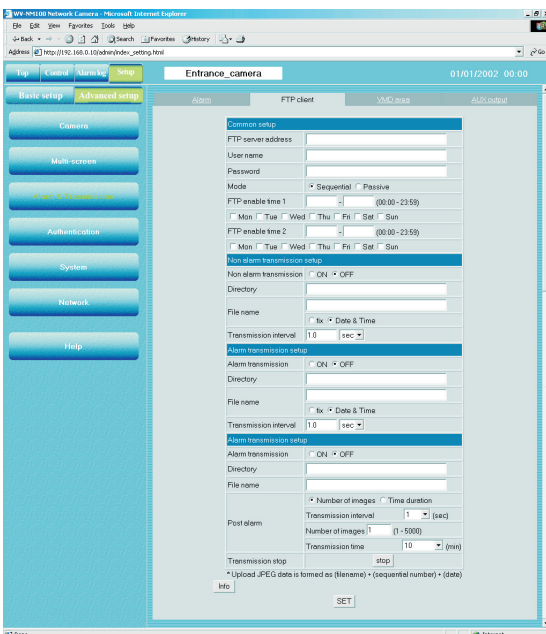 WV-NM100 Network Camera - Microsoft Internet Explorer
File Edit View Favorites Tools Help
Back Search Favorites History
Address http://192.168.0.10/admin/index_setting.html Go
Top Control Alarm log Setup Entrance_camera 01/01/2002 00:00
Basic setup Advanced setup
Alarm FTP client VMD area AUX output
Camera
Multi-screen
Authentication
System
Network
Help
Common setup
FTP server address
User name
Password
Mode Sequential Passive
FTP enable time 1 - (00:00 - 23:59)
Mon Tue Wed Thu Fri Sat Sun
FTP enable time 2 - (00:00 - 23:59)
Mon Tue Wed Thu Fri Sat Sun
Non alarm transmission setup
Non alarm transmission ON OFF
Directory
File name
fix Date & Time
Transmission interval 1.0 sec
Alarm transmission setup
Alarm transmission ON OFF
Directory
File name
fix Date & Time
Transmission interval 1.0 sec
Alarm transmission setup
Alarm transmission ON OFF
Directory
File name
Number of images Time duration
Post alarm
Transmission interval 1 (sec)
Number of images 1 (1 - 5000)
Transmission time 10 (min)
Transmission stop stop
* Upload JPEG data is formed as (filename) + (sequential number) + (date)
Info
SET
Internet